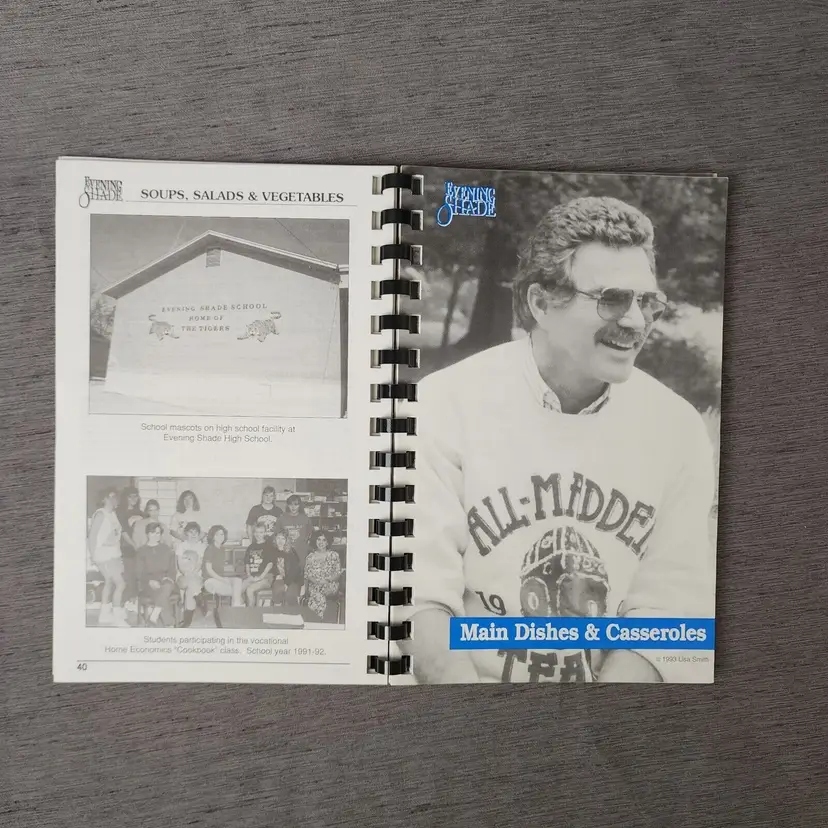 EVENING
SHADE
SOUPS, SALADS & VEGETABLES
EVENING SHADE SCHOOL
HOME OF
THE TIGERS
School mascots on high school facility at
Evening Shade High School.
Students participating in the vocational
Home Economics "Cookbook" class. School year 1991-92.
40
EVENING
SHADE
ALL-MADDEN
19
TEA
Main Dishes & Casseroles
© 1993 Lisa Smith